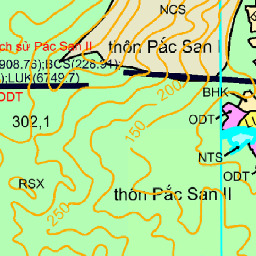 NCS
ch sử Pắc San II
thôn Pắc San I
908.76);BCS(228.91);
);LUK(6749.7)
200
ODT
BHK
302,1
ODT
150
NTS
RSX
ODT
thôn Pắc San II
250